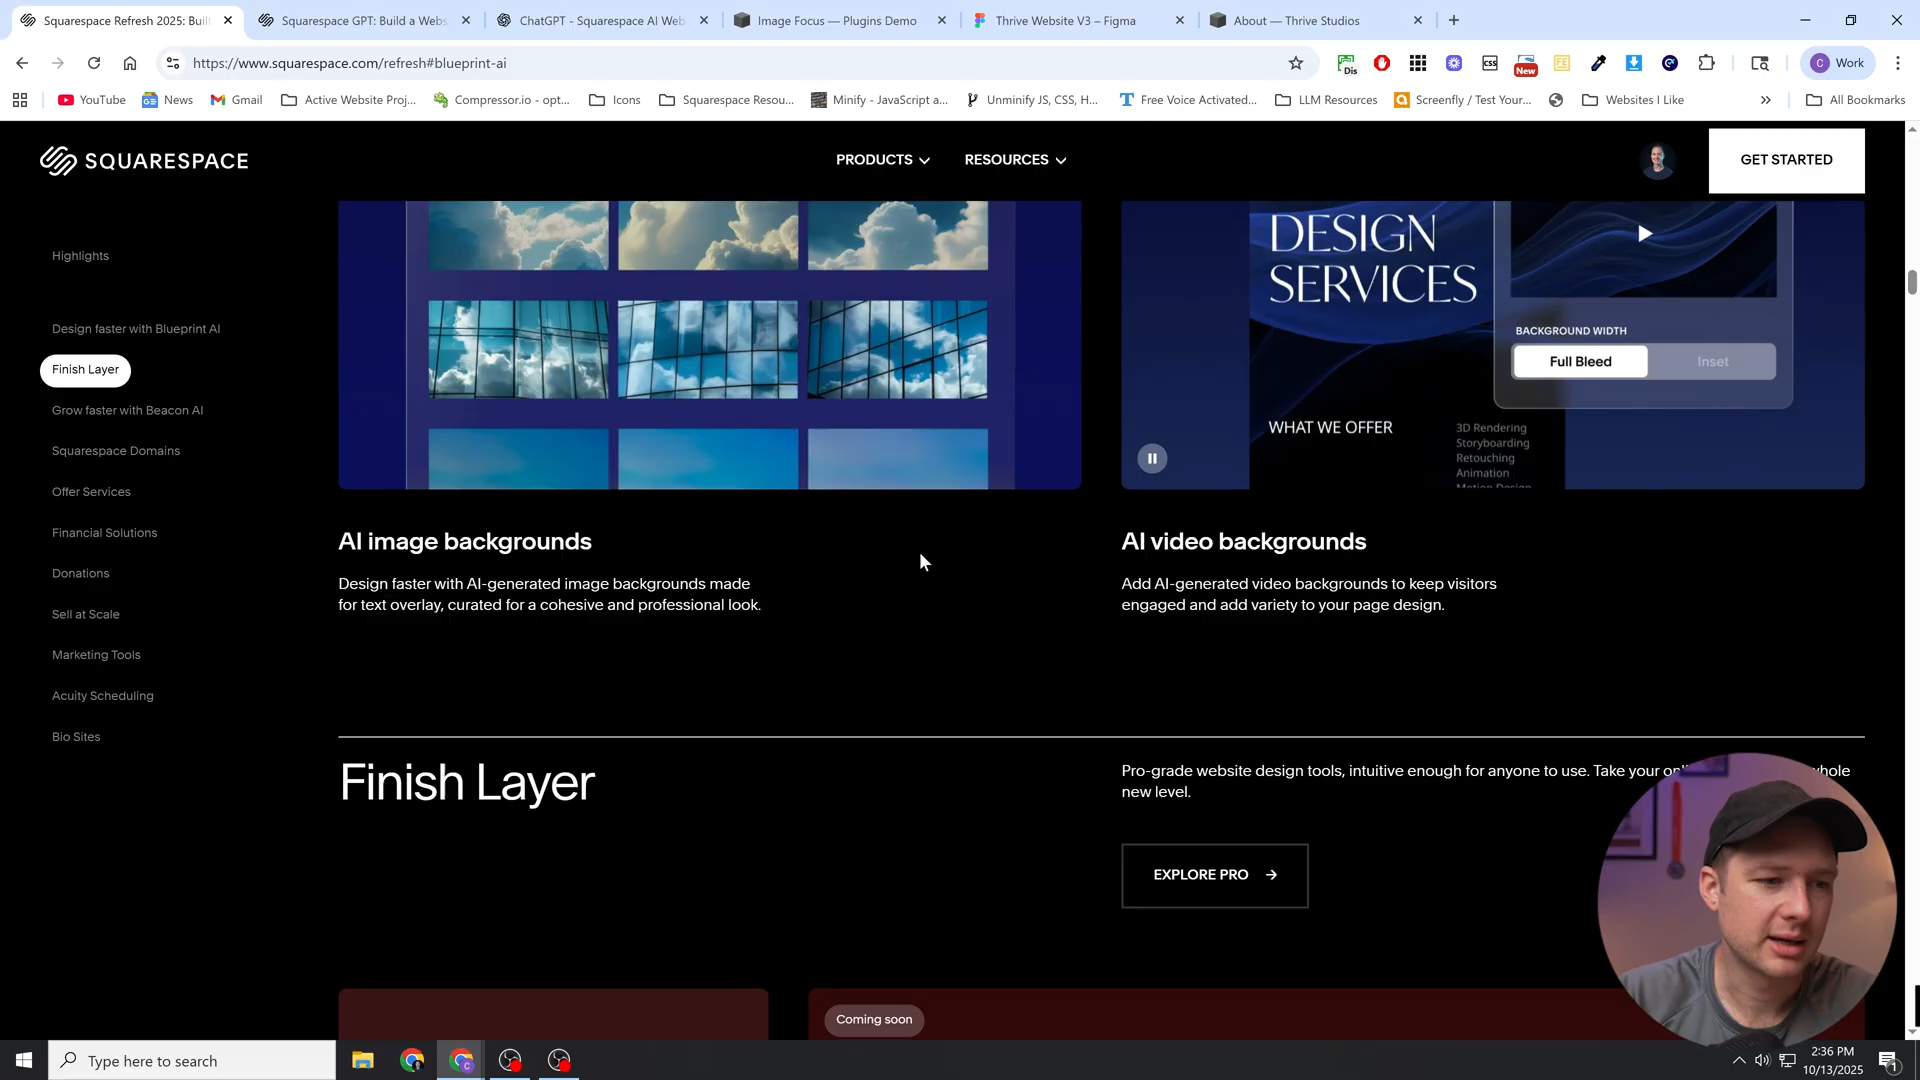 Squarespace Refresh 2025: Buil
Squarespace GPT: Build a Webs
ChatGPT - Squarespace AI Web
Image Focus — Plugins Demo
Thrive Website V3 – Figma
About — Thrive Studios
https://www.squarespace.com/refresh#blueprint-ai
Dis
CSS
New
FE
C
Work
YouTube
News
Gmail
Active Website Proj...
Compressor.io - opt...
Icons
Squarespace Resou...
Minify - JavaScript a...
Unminify JS, CSS, H...
Free Voice Activated...
LLM Resources
Screenfly / Test Your...
Websites I Like
All Bookmarks
SQUARESPACE
PRODUCTS
RESOURCES
GET STARTED
Highlights
Design faster with Blueprint AI
Finish Layer
Grow faster with Beacon AI
Squarespace Domains
Offer Services
Financial Solutions
Donations
Sell at Scale
Marketing Tools
Acuity Scheduling
Bio Sites
DESIGN
SERVICES
BACKGROUND WIDTH
Full Bleed
Inset
WHAT WE OFFER
3D Rendering
Storyboarding
Retouching
Animation
Motion Design
AI image backgrounds
Design faster with AI-generated image backgrounds made
for text overlay, curated for a cohesive and professional look.
AI video backgrounds
Add AI-generated video backgrounds to keep visitors
engaged and add variety to your page design.
Finish Layer
Pro-grade website design tools, intuitive enough for anyone to use. Take your whole
new level.
EXPLORE PRO
Coming soon
Type here to search
C
2:36 PM
10/13/2025
1